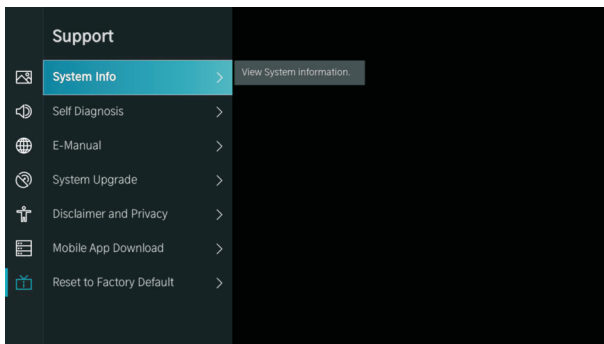 Support
System Info
View System information.
Self Diagnosis
E-Manual
System Upgrade
Disclaimer and Privacy
Mobile App Download
Reset to Factory Default